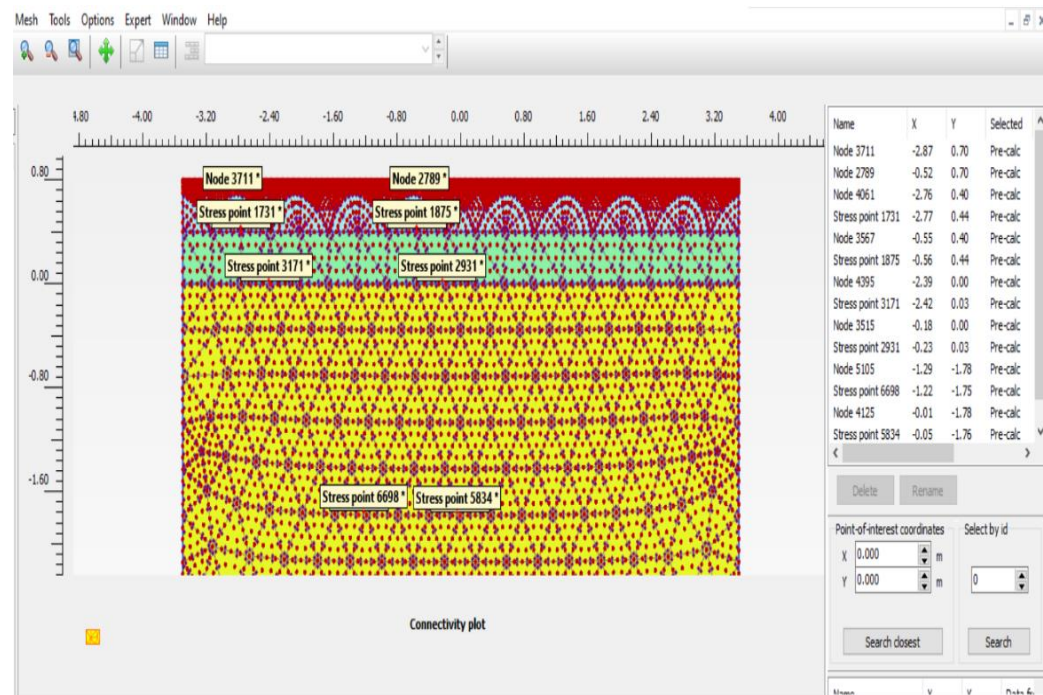 Mesh Tools Options Expert Window Help
4.80 -4.00 -3.20 -2.40 -1.60 -0.80 0.00 0.80 1.60 2.40 3.20 4.00
0.80
0.00
-0.80
-1.60
Node 3711 *
Node 2789 *
Stress point 1731 *
Stress point 1875 *
Stress point 3171 *
Stress point 2931 *
Stress point 6698 *
Stress point 5834 *
Connectivity plot
Name X Y Selected
Node 3711 -2.87 0.70 Pre-calc
Node 2789 -0.52 0.70 Pre-calc
Node 4061 -2.76 0.40 Pre-calc
Stress point 1731 -2.77 0.44 Pre-calc
Node 3567 -0.55 0.40 Pre-calc
Stress point 1875 -0.56 0.44 Pre-calc
Node 4395 -2.39 0.00 Pre-calc
Stress point 3171 -2.42 0.03 Pre-calc
Node 3515 -0.18 0.00 Pre-calc
Stress point 2931 -0.23 0.03 Pre-calc
Node 5105 -1.29 -1.78 Pre-calc
Stress point 6698 -1.22 -1.75 Pre-calc
Node 4125 -0.01 -1.78 Pre-calc
Stress point 5834 -0.05 -1.76 Pre-calc
Delete Rename
Point-of-interest coordinates Select by id
X 0.000 m
Y 0.000 m 0
Search closest Search